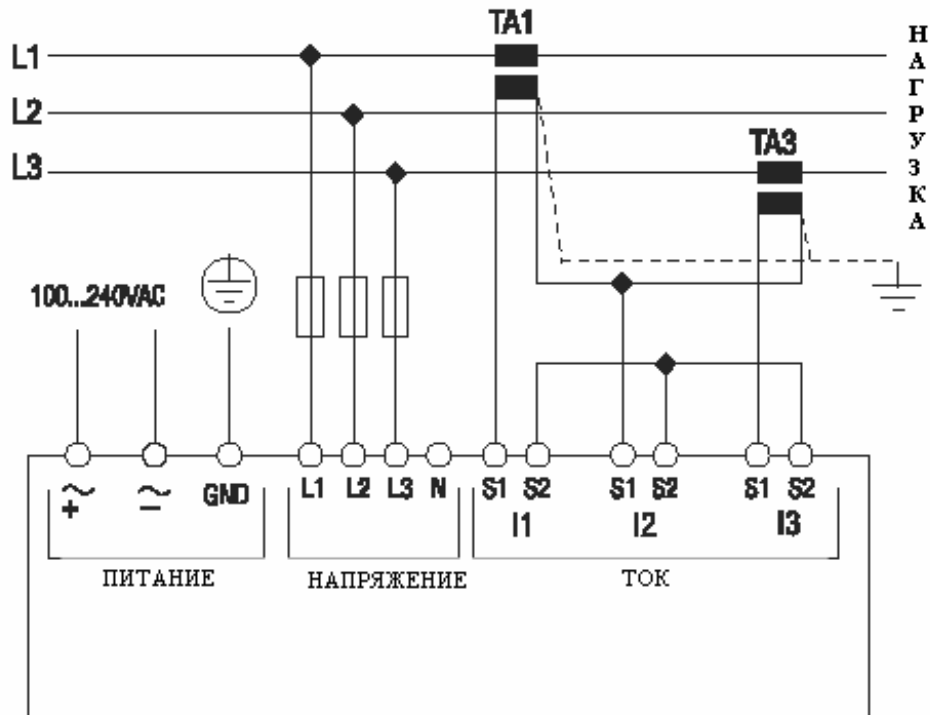 TA1
L1
L2
L3
TA3
НАГРУЗКА
100...240VAC
+ ~
− ~
GND
L1 L2 L3 N
S1 S2 S1 S2 S1 S2
I1 I2 I3
ПИТАНИЕ
НАПРЯЖЕНИЕ
ТОК